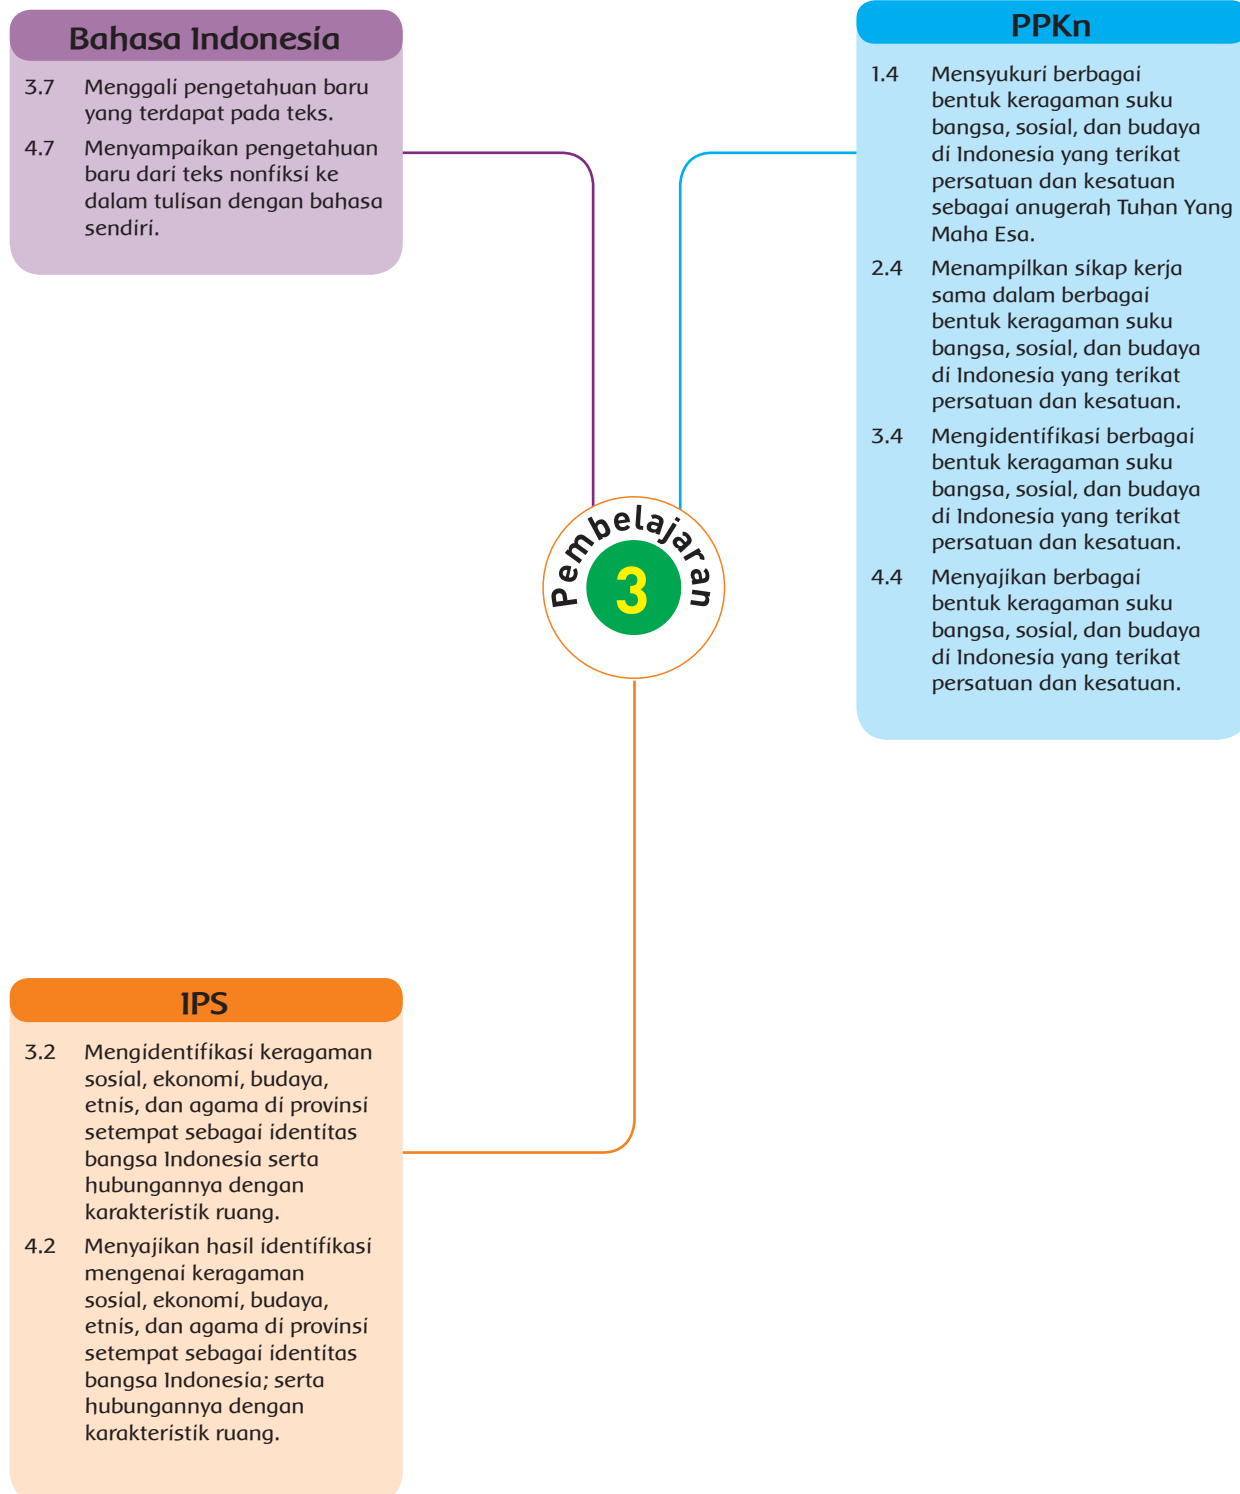 Bahasa Indonesia
3.7 Menggali pengetahuan baru
yang terdapat pada teks.
4.7 Menyampaikan pengetahuan
baru dari teks nonfiksi ke
dalam tulisan dengan bahasa
sendiri.
PPKn
1.4 Mensyukuri berbagai
bentuk keragaman suku
bangsa, sosial, dan budaya
di Indonesia yang terikat
persatuan dan kesatuan
sebagai anugerah Tuhan Yang
Maha Esa.
2.4 Menampilkan sikap kerja
sama dalam berbagai
bentuk keragaman suku
bangsa, sosial, dan budaya
di Indonesia yang terikat
persatuan dan kesatuan.
3.4 Mengidentifikasi berbagai
bentuk keragaman suku
bangsa, sosial, dan budaya
di Indonesia yang terikat
persatuan dan kesatuan.
4.4 Menyajikan berbagai
bentuk keragaman suku
bangsa, sosial, dan budaya
di Indonesia yang terikat
persatuan dan kesatuan.
Pembelajaran
3
IPS
3.2 Mengidentifikasi keragaman
sosial, ekonomi, budaya,
etnis, dan agama di provinsi
setempat sebagai identitas
bangsa Indonesia serta
hubungannya dengan
karakteristik ruang.
4.2 Menyajikan hasil identifikasi
mengenai keragaman
sosial, ekonomi, budaya,
etnis, dan agama di provinsi
setempat sebagai identitas
bangsa Indonesia; serta
hubungannya dengan
karakteristik ruang.